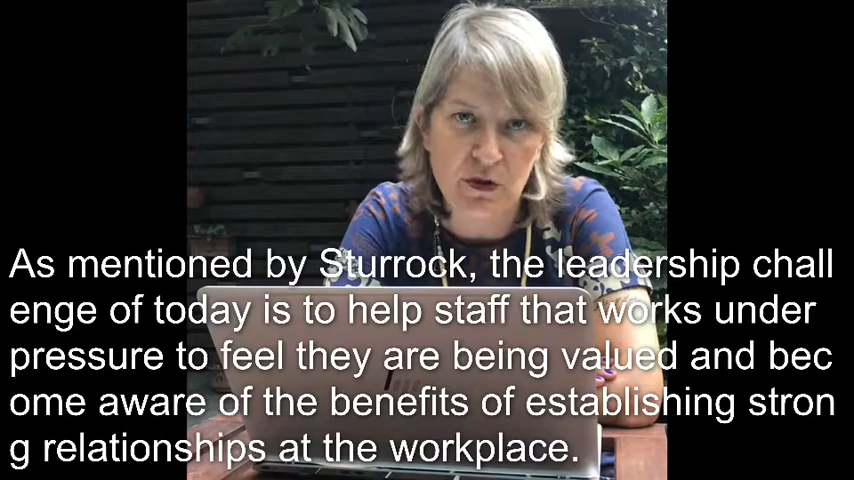 As mentioned by Sturrock, the leadership chall
enge of today is to help staff that works under
pressure to feel they are being valued and bec
ome aware of the benefits of establishing stron
g relationships at the workplace.